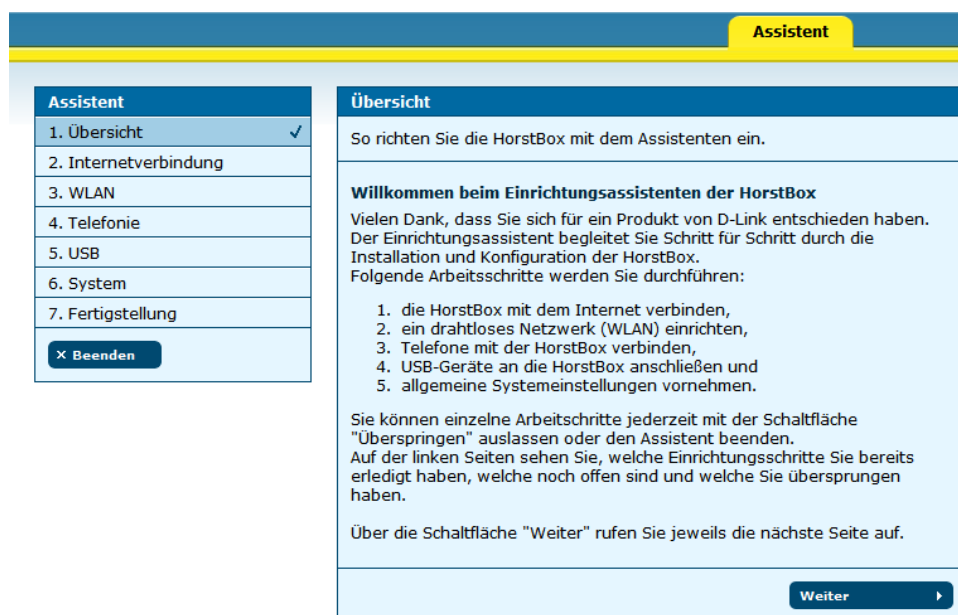 Assistent
Assistent
1. Übersicht
2. Internetverbindung
3. WLAN
4. Telefonie
5. USB
6. System
7. Fertigstellung
× Beenden
Übersicht
So richten Sie die HorstBox mit dem Assistenten ein.
Willkommen beim Einrichtungsassistenten der HorstBox
Vielen Dank, dass Sie sich für ein Produkt von D-Link entschieden haben.
Der Einrichtungsassistent begleitet Sie Schritt für Schritt durch die
Installation und Konfiguration der HorstBox.
Folgende Arbeitsschritte werden Sie durchführen:
1. die HorstBox mit dem Internet verbinden,
2. ein drahtloses Netzwerk (WLAN) einrichten,
3. Telefone mit der HorstBox verbinden,
4. USB-Geräte an die HorstBox anschließen und
5. allgemeine Systemeinstellungen vornehmen.
Sie können einzelne Arbeitschritte jederzeit mit der Schaltfläche
"Überspringen" auslassen oder den Assistent beenden.
Auf der linken Seiten sehen Sie, welche Einrichtungsschritte Sie bereits
erledigt haben, welche noch offen sind und welche Sie übersprungen
haben.
Über die Schaltfläche "Weiter" rufen Sie jeweils die nächste Seite auf.
Weiter